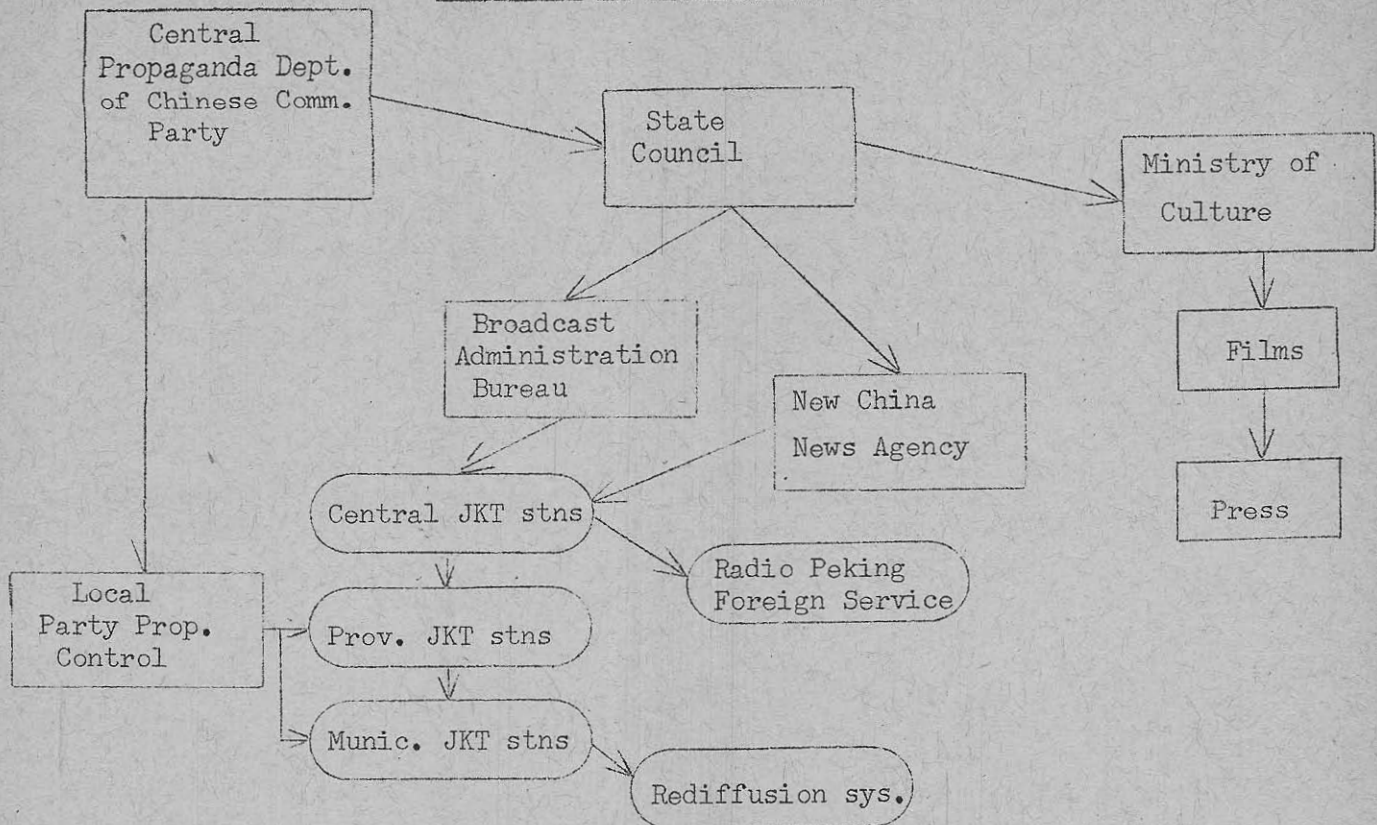 Central
Propaganda Dept.
of Chinese Comm.
Party
State
Council
Ministry of
Culture
Broadcast
Administration
Bureau
New China
News Agency
Films
Press
Central JKT stns
Radio Peking
Foreign Service
Local
Party Prop.
Control
Prov. JKT stns
Munic. JKT stns
Rediffusion sys.